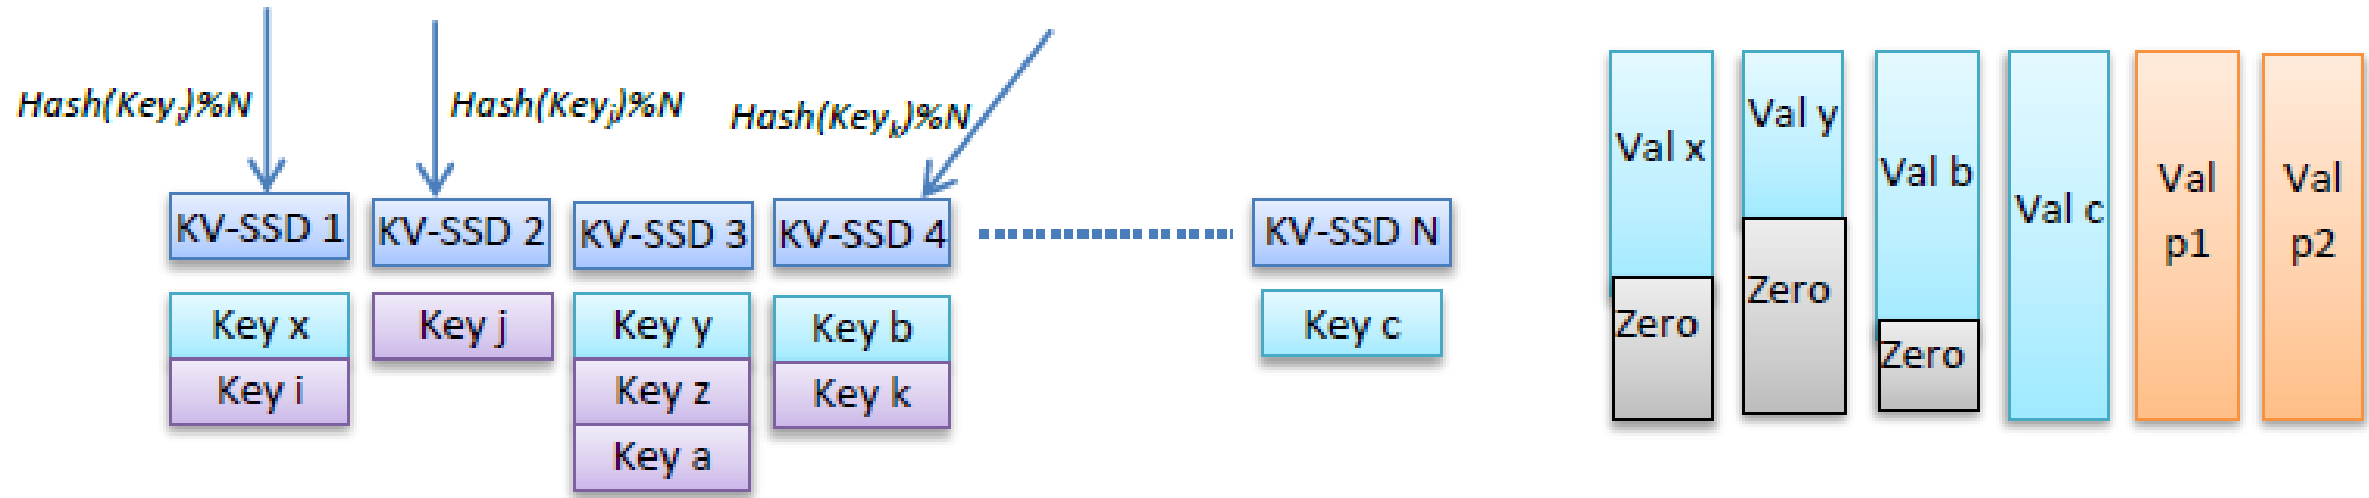 Hash(Keyi)%N
Hash(Keyj)%N
Hash(Keyk)%N
KV-SSD 1
KV-SSD 2
KV-SSD 3
KV-SSD 4
KV-SSD N
Key x
Key j
Key y
Key b
Key c
Key i
Key z
Key k
Key a
Val x
Val y
Val b
Val c
Val
p1
Val
p2
Zero
Zero
Zero